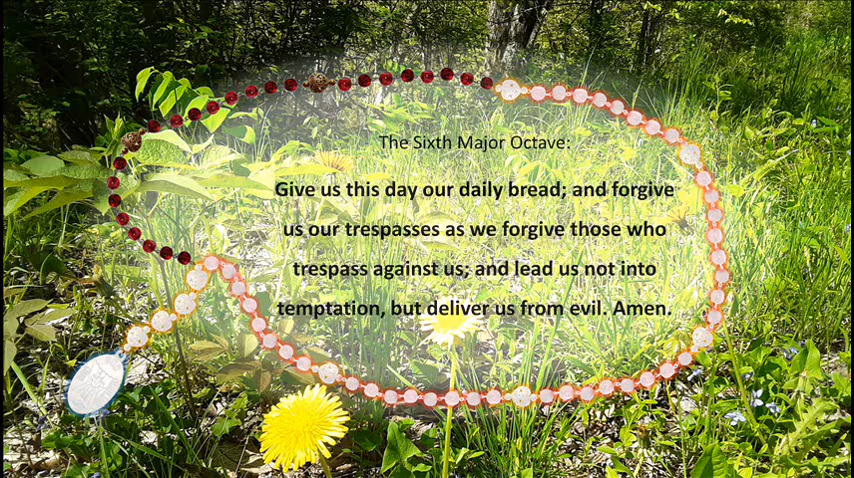 The Sixth Major Octave:
Give us this day our daily bread; and forgive
us our trespasses as we forgive those who
trespass against us; and lead us not into
temptation, but deliver us from evil. Amen.